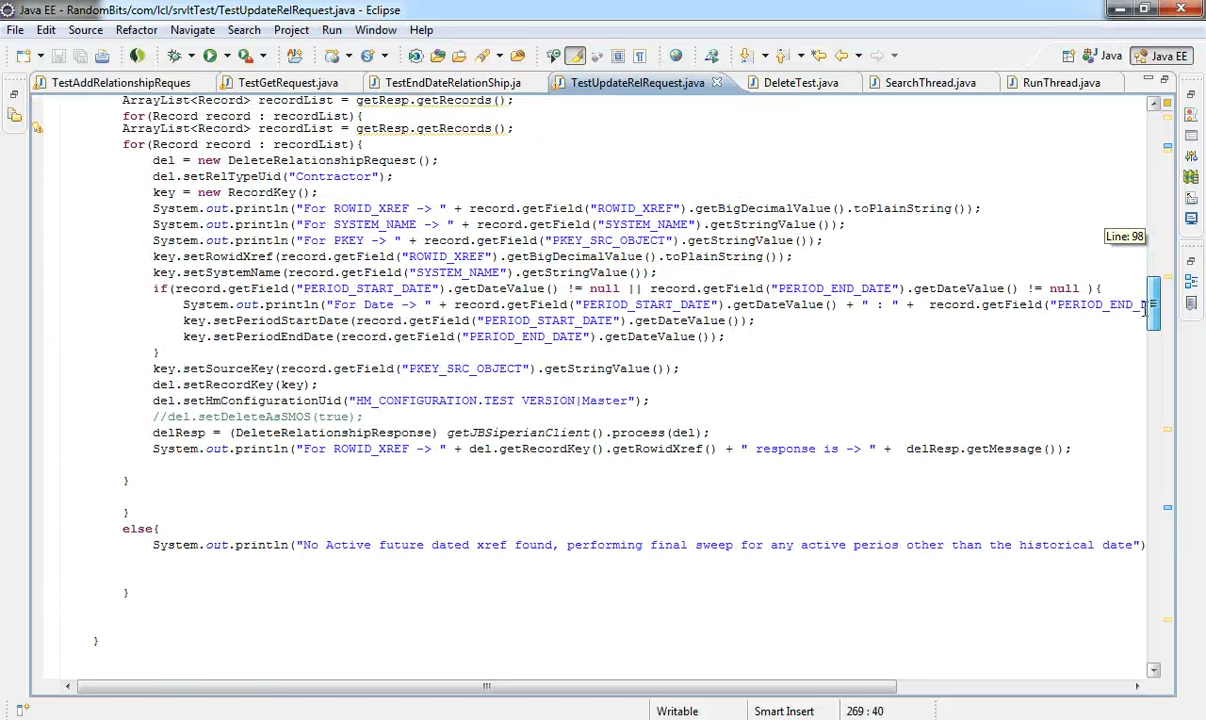 Java EE - RandomBits/com/lcl/srvltTest/TestUpdateRelRequest.java - Eclipse
File Edit Source Refactor Navigate Search Project Run Window Help
Java Java EE
TestAddRelationshipReques TestGetRequest.java TestEndDateRelationShip.ja TestUpdateRelRequest.java DeleteTest.java SearchThread.java RunThread.java
ArrayList<Record> recordList = getResp.getRecords();
for(Record record : recordList){
ArrayList<Record> recordList = getResp.getRecords();
for(Record record : recordList){
del = new DeleteRelationshipRequest();
del.setRelTypeUid("Contractor");
key = new RecordKey();
System.out.println("For ROWID_XREF -> " + record.getField("ROWID_XREF").getBigDecimalValue().toPlainString());
System.out.println("For SYSTEM_NAME -> " + record.getField("SYSTEM_NAME").getStringValue());
System.out.println("For PKEY -> " + record.getField("PKEY_SRC_OBJECT").getStringValue());
key.setRowidXref(record.getField("ROWID_XREF").getBigDecimalValue().toPlainString());
key.setSystemName(record.getField("SYSTEM_NAME").getStringValue());
if(record.getField("PERIOD_START_DATE").getDateValue() != null || record.getField("PERIOD_END_DATE").getDateValue() != null ){
System.out.println("For Date -> " + record.getField("PERIOD_START_DATE").getDateValue() + " : " + record.getField("PERIOD_END_D
key.setPeriodStartDate(record.getField("PERIOD_START_DATE").getDateValue());
key.setPeriodEndDate(record.getField("PERIOD_END_DATE").getDateValue());
}
key.setSourceKey(record.getField("PKEY_SRC_OBJECT").getStringValue());
del.setRecordKey(key);
del.setHmConfigurationUid("HM_CONFIGURATION.TEST VERSION|Master");
//del.setDeleteAsSMOS(true);
delResp = (DeleteRelationshipResponse) getJBSiperianClient().process(del);
System.out.println("For ROWID_XREF -> " + del.getRecordKey().getRowidXref() + " response is -> " + delResp.getMessage());
}
}
else{
System.out.println("No Active future dated xref found, performing final sweep for any active perios other than the historical date")
}
}
Line: 98
Writable Smart Insert 269 : 40